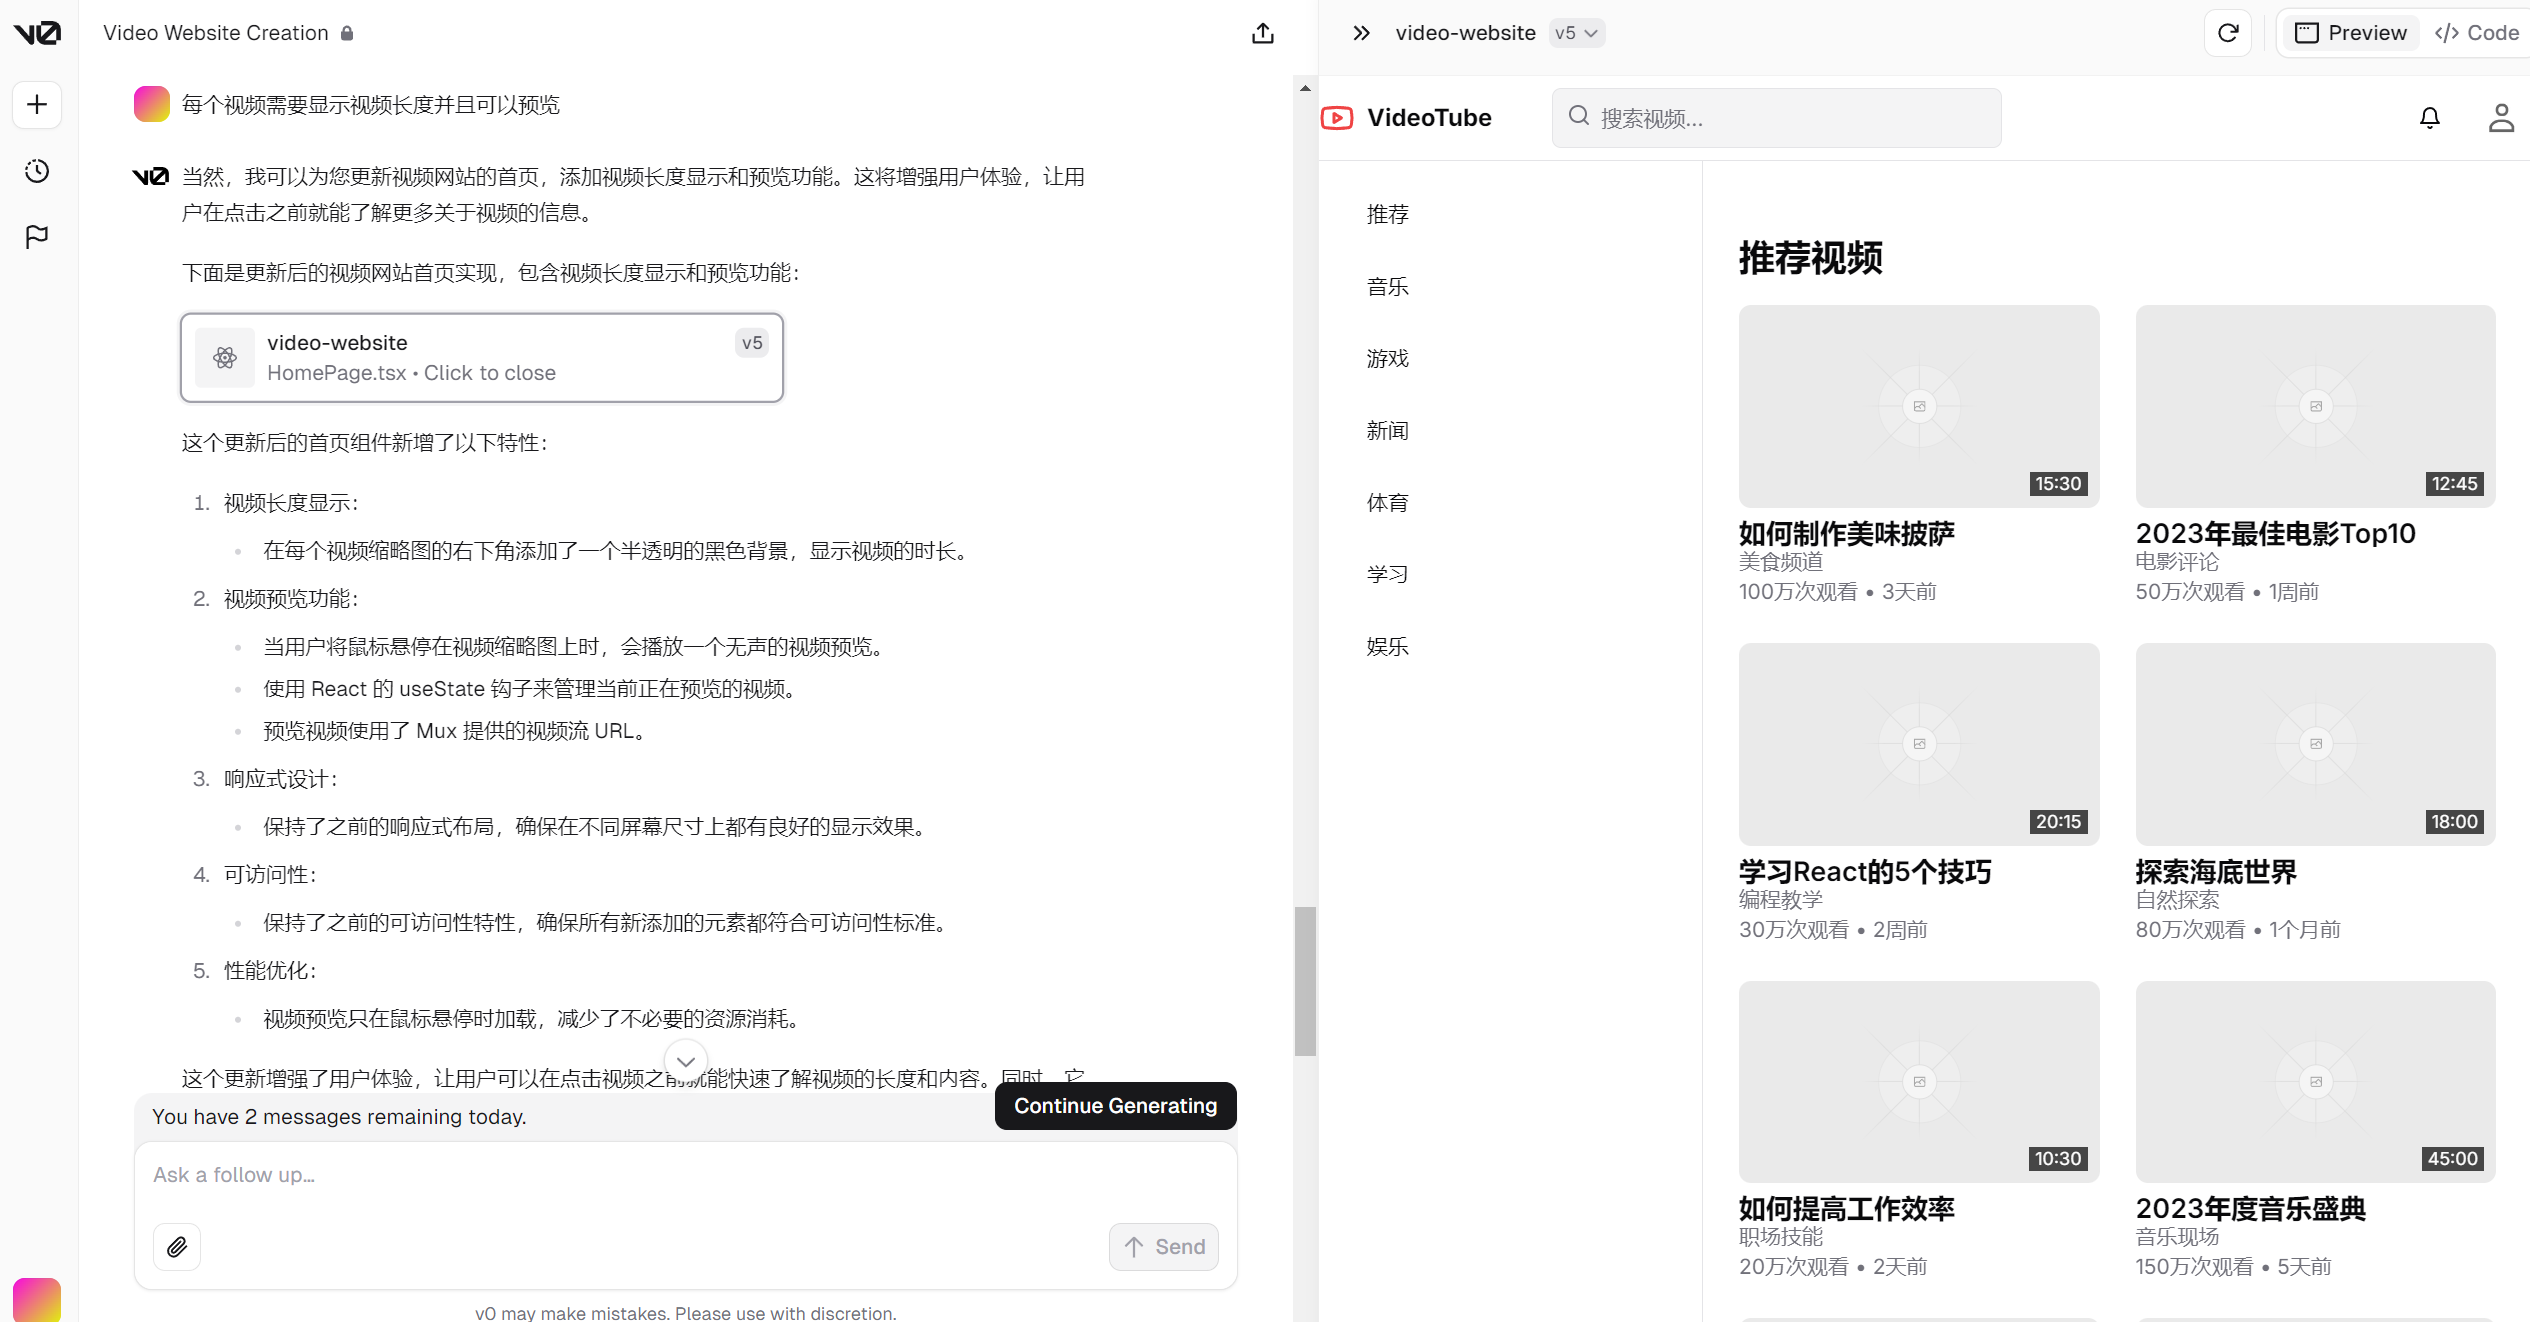 v0
Video Website Creation
每个视频需要显示视频长度并且可以预览
v0
当然，我可以为您更新视频网站的首页，添加视频长度显示和预览功能。这将增强用户体验，让用
户在点击之前就能了解更多关于视频的信息。
下面是更新后的视频网站首页实现，包含视频长度显示和预览功能：
video-website
v5
HomePage.tsx • Click to close
这个更新后的首页组件新增了以下特性：
1. 视频长度显示：
• 在每个视频缩略图的右下角添加了一个半透明的黑色背景，显示视频的时长。
2. 视频预览功能：
• 当用户将鼠标悬停在视频缩略图上时，会播放一个无声的视频预览。
• 使用 React 的 useState 钩子来管理当前正在预览的视频。
• 预览视频使用了 Mux 提供的视频流 URL。
3. 响应式设计：
• 保持了之前的响应式布局，确保在不同屏幕尺寸上都有良好的显示效果。
4. 可访问性：
• 保持了之前的可访问性特性，确保所有新添加的元素都符合可访问性标准。
5. 性能优化：
• 视频预览只在鼠标悬停时加载，减少了不必要的资源消耗。
这个更新增强了用户体验，让用户可以在点击视频之前就能快速了解视频的长度和内容。同时，它
You have 2 messages remaining today.
Continue Generating
Ask a follow up...
Send
v0 may make mistakes. Please use with discretion.
video-website
v5
Preview
Code
VideoTube
搜索视频...
推荐
音乐
游戏
新闻
体育
学习
娱乐
推荐视频
15:30
如何制作美味披萨
美食频道
100万次观看 • 3天前
12:45
2023年最佳电影Top10
电影评论
50万次观看 • 1周前
20:15
学习React的5个技巧
编程教学
30万次观看 • 2周前
18:00
探索海底世界
自然探索
80万次观看 • 1个月前
10:30
如何提高工作效率
职场技能
20万次观看 • 2天前
45:00
2023年度音乐盛典
音乐现场
150万次观看 • 5天前